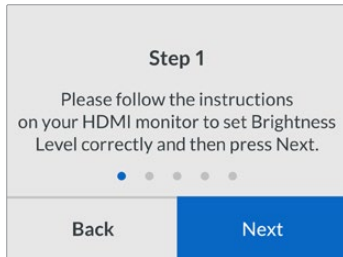 Step 1
Please follow the instructions
on your HDMI monitor to set Brightness
Level correctly and then press Next.
Back
Next